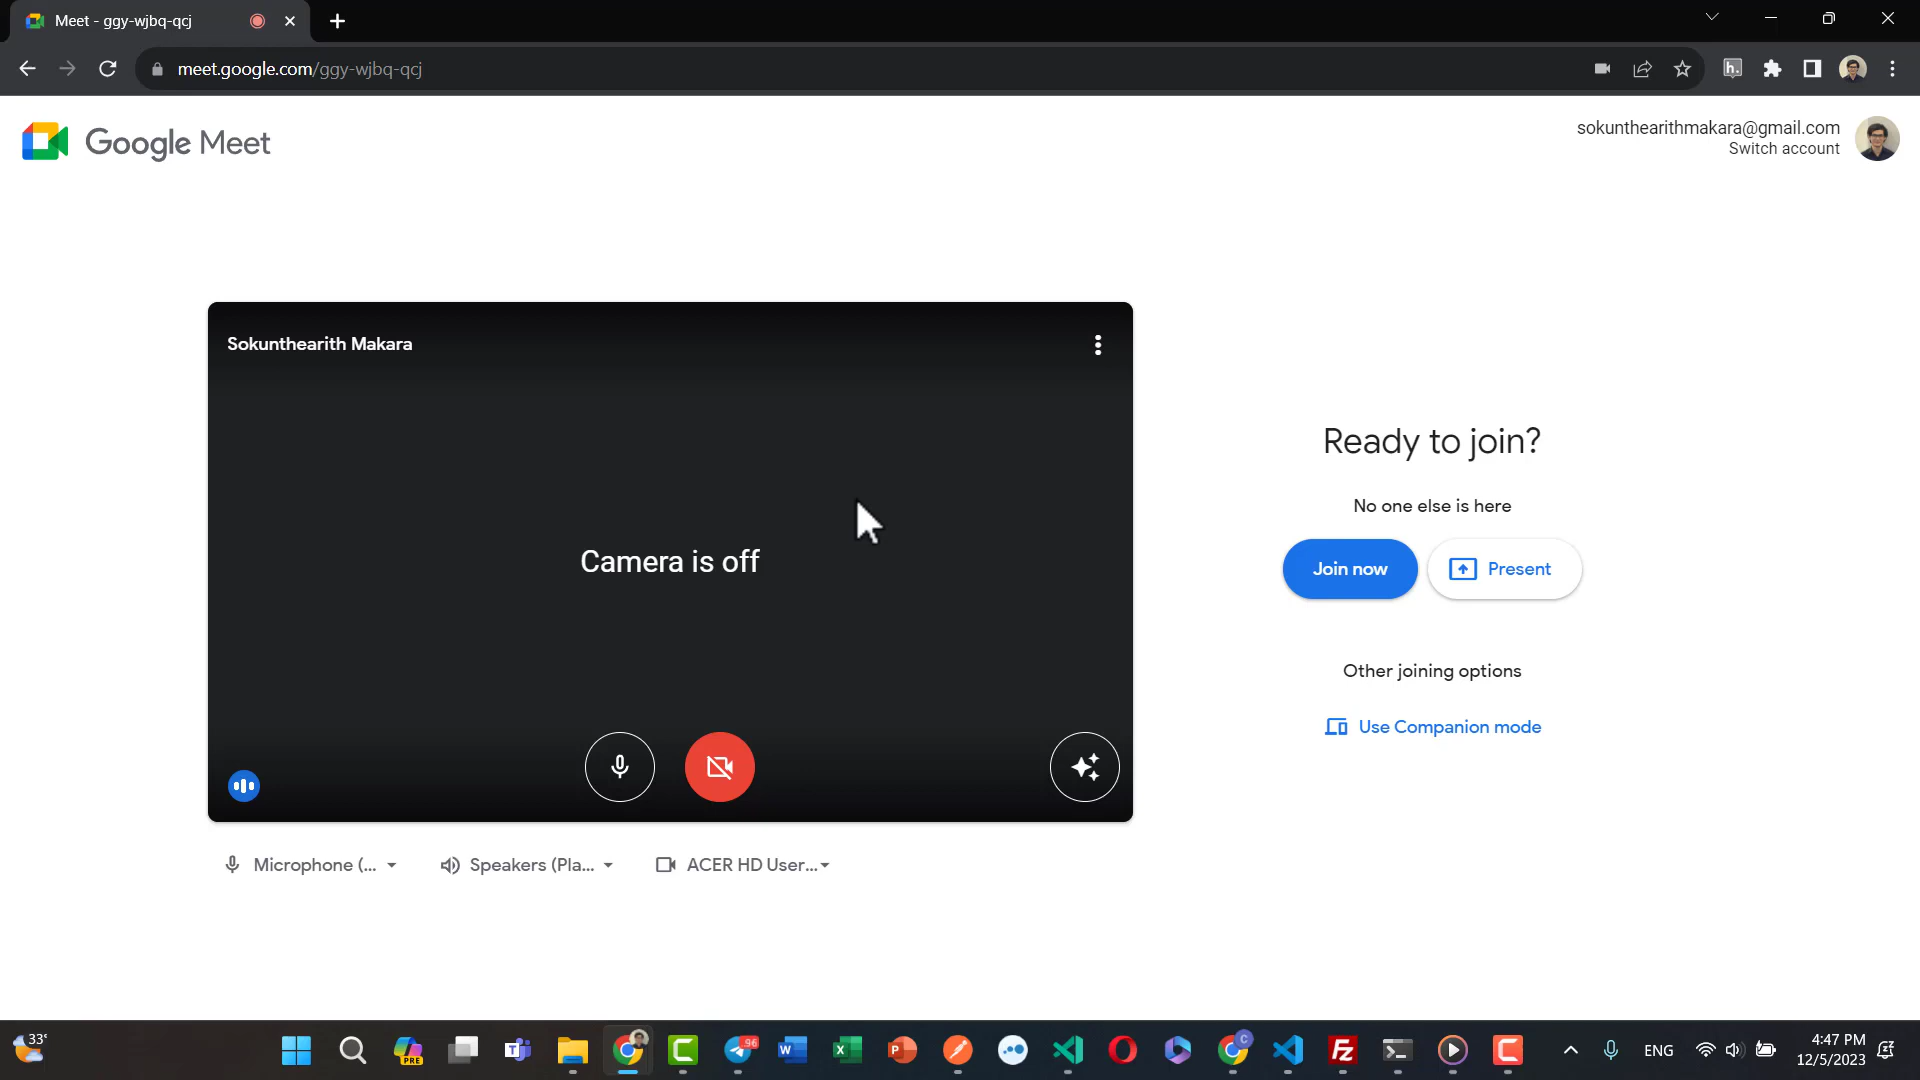 Meet - ggy-wjbq-qcj
meet.google.com/ggy-wjbq-qcj
h.
Google Meet
sokunthearithmakara@gmail.com
Switch account
Sokunthearith Makara
Camera is off
Ready to join?
No one else is here
Join now
Present
Other joining options
Use Companion mode
Microphone (...
Speakers (Pla...
ACER HD User...
33°
PRE
96
C
ENG
4:47 PM
12/5/2023